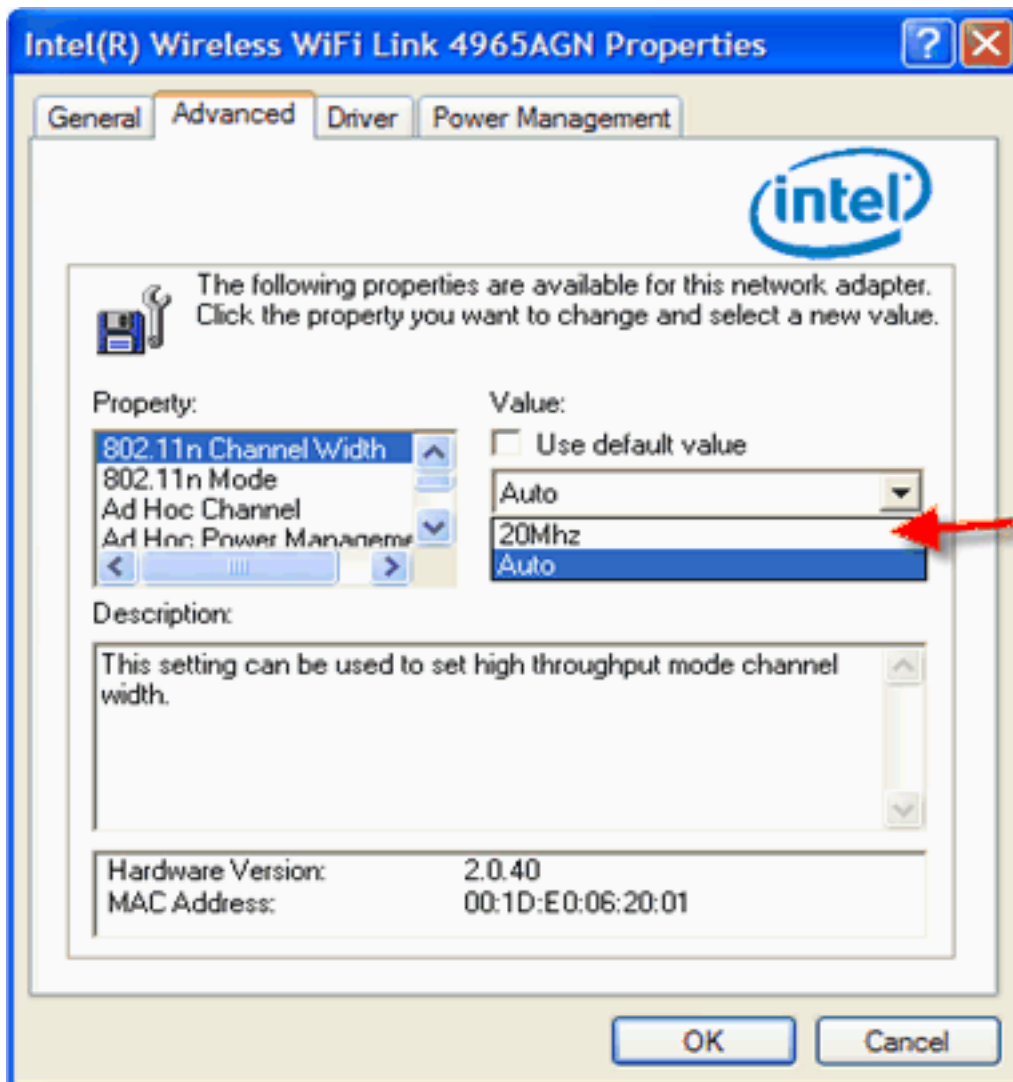 Intel(R) Wireless WiFi Link 4965AGN Properties
General
Advanced
Driver
Power Management
intel
The following properties are available for this network adapter.
Click the property you want to change and select a new value.
Property:
802.11n Channel Width
802.11n Mode
Ad Hoc Channel
Ad Hoc Power Manageme
Value:
Use default value
Auto
20Mhz
Auto
Description:
This setting can be used to set high throughput mode channel
width.
Hardware Version: 2.0.40
MAC Address: 00:1D:E0:06:20:01
OK
Cancel